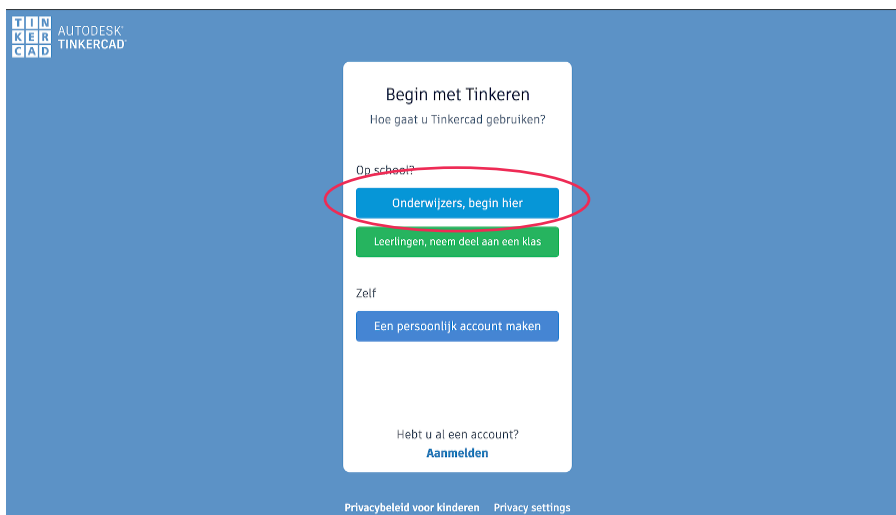 TIN
KER
CAD
AUTODESK®
TINKERCAD®
Begin met Tinkeren
Hoe gaat u Tinkercad gebruiken?
Op school?
Onderwijzers, begin hier
Leerlingen, neem deel aan een klas
Zelf
Een persoonlijk account maken
Hebt u al een account?
Aanmelden
Privacybeleid voor kinderen Privacy settings